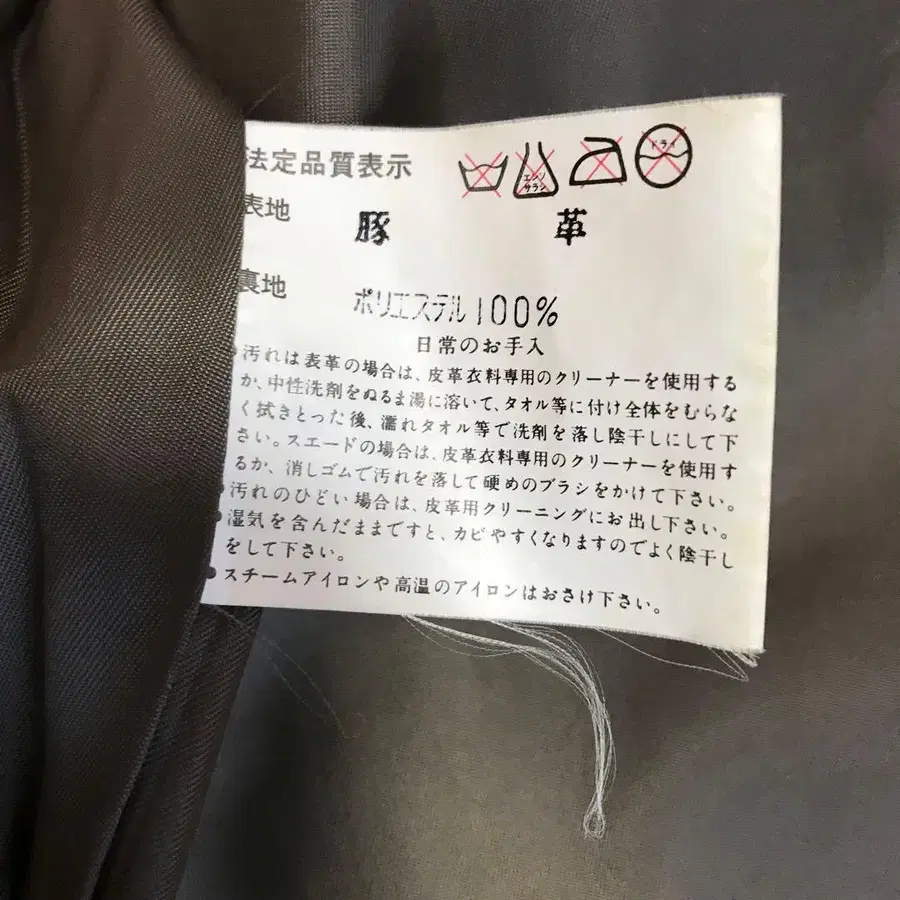 法定品質表示
エンソ
サラシ
ドライ
表地 豚 革
裏地 ポリエステル100%
日常のお手入
●汚れは表革の場合は、皮革衣料専用のクリーナーを使用する
か、中性洗剤をぬるま湯に溶いて、タオル等に付け全体をむらな
く拭きとった後、濡れタオル等で洗剤を落し陰干しにして下
さい。スエードの場合は、皮革衣料専用のクリーナーを使用す
るか、消しゴムで汚れを落して硬めのブラシをかけて下さい。
●汚れのひどい場合は、皮革用クリーニングにお出し下さい。
●湿気を含んだままですと、カビやすくなりますのでよく陰干し
をして下さい。
●スチームアイロンや高温のアイロンはおさけ下さい。